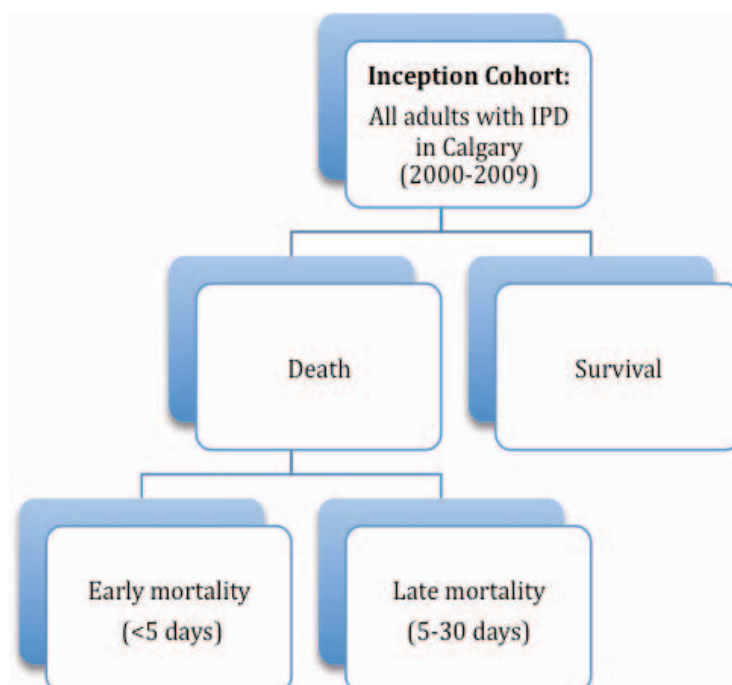 Inception Cohort:
All adults with IPD
in Calgary
(2000-2009)
Death
Survival
Early mortality
(<5 days)
Late mortality
(5-30 days)